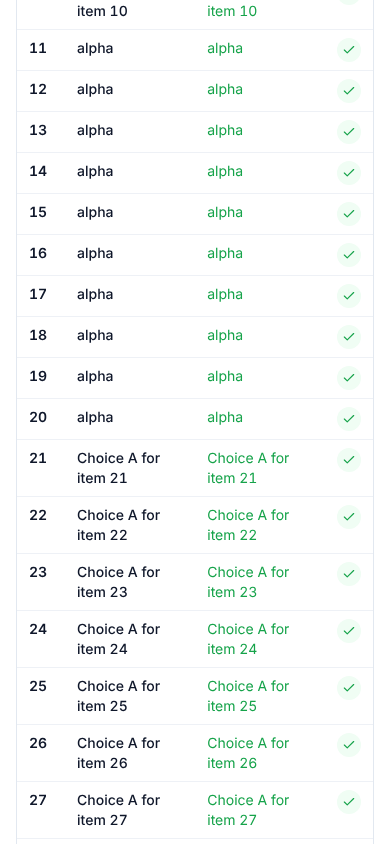 item 10 item 10
11 alpha alpha
12 alpha alpha
13 alpha alpha
14 alpha alpha
15 alpha alpha
16 alpha alpha
17 alpha alpha
18 alpha alpha
19 alpha alpha
20 alpha alpha
21 Choice A for Choice A for
item 21 item 21
22 Choice A for Choice A for
item 22 item 22
23 Choice A for Choice A for
item 23 item 23
24 Choice A for Choice A for
item 24 item 24
25 Choice A for Choice A for
item 25 item 25
26 Choice A for Choice A for
item 26 item 26
27 Choice A for Choice A for
item 27 item 27